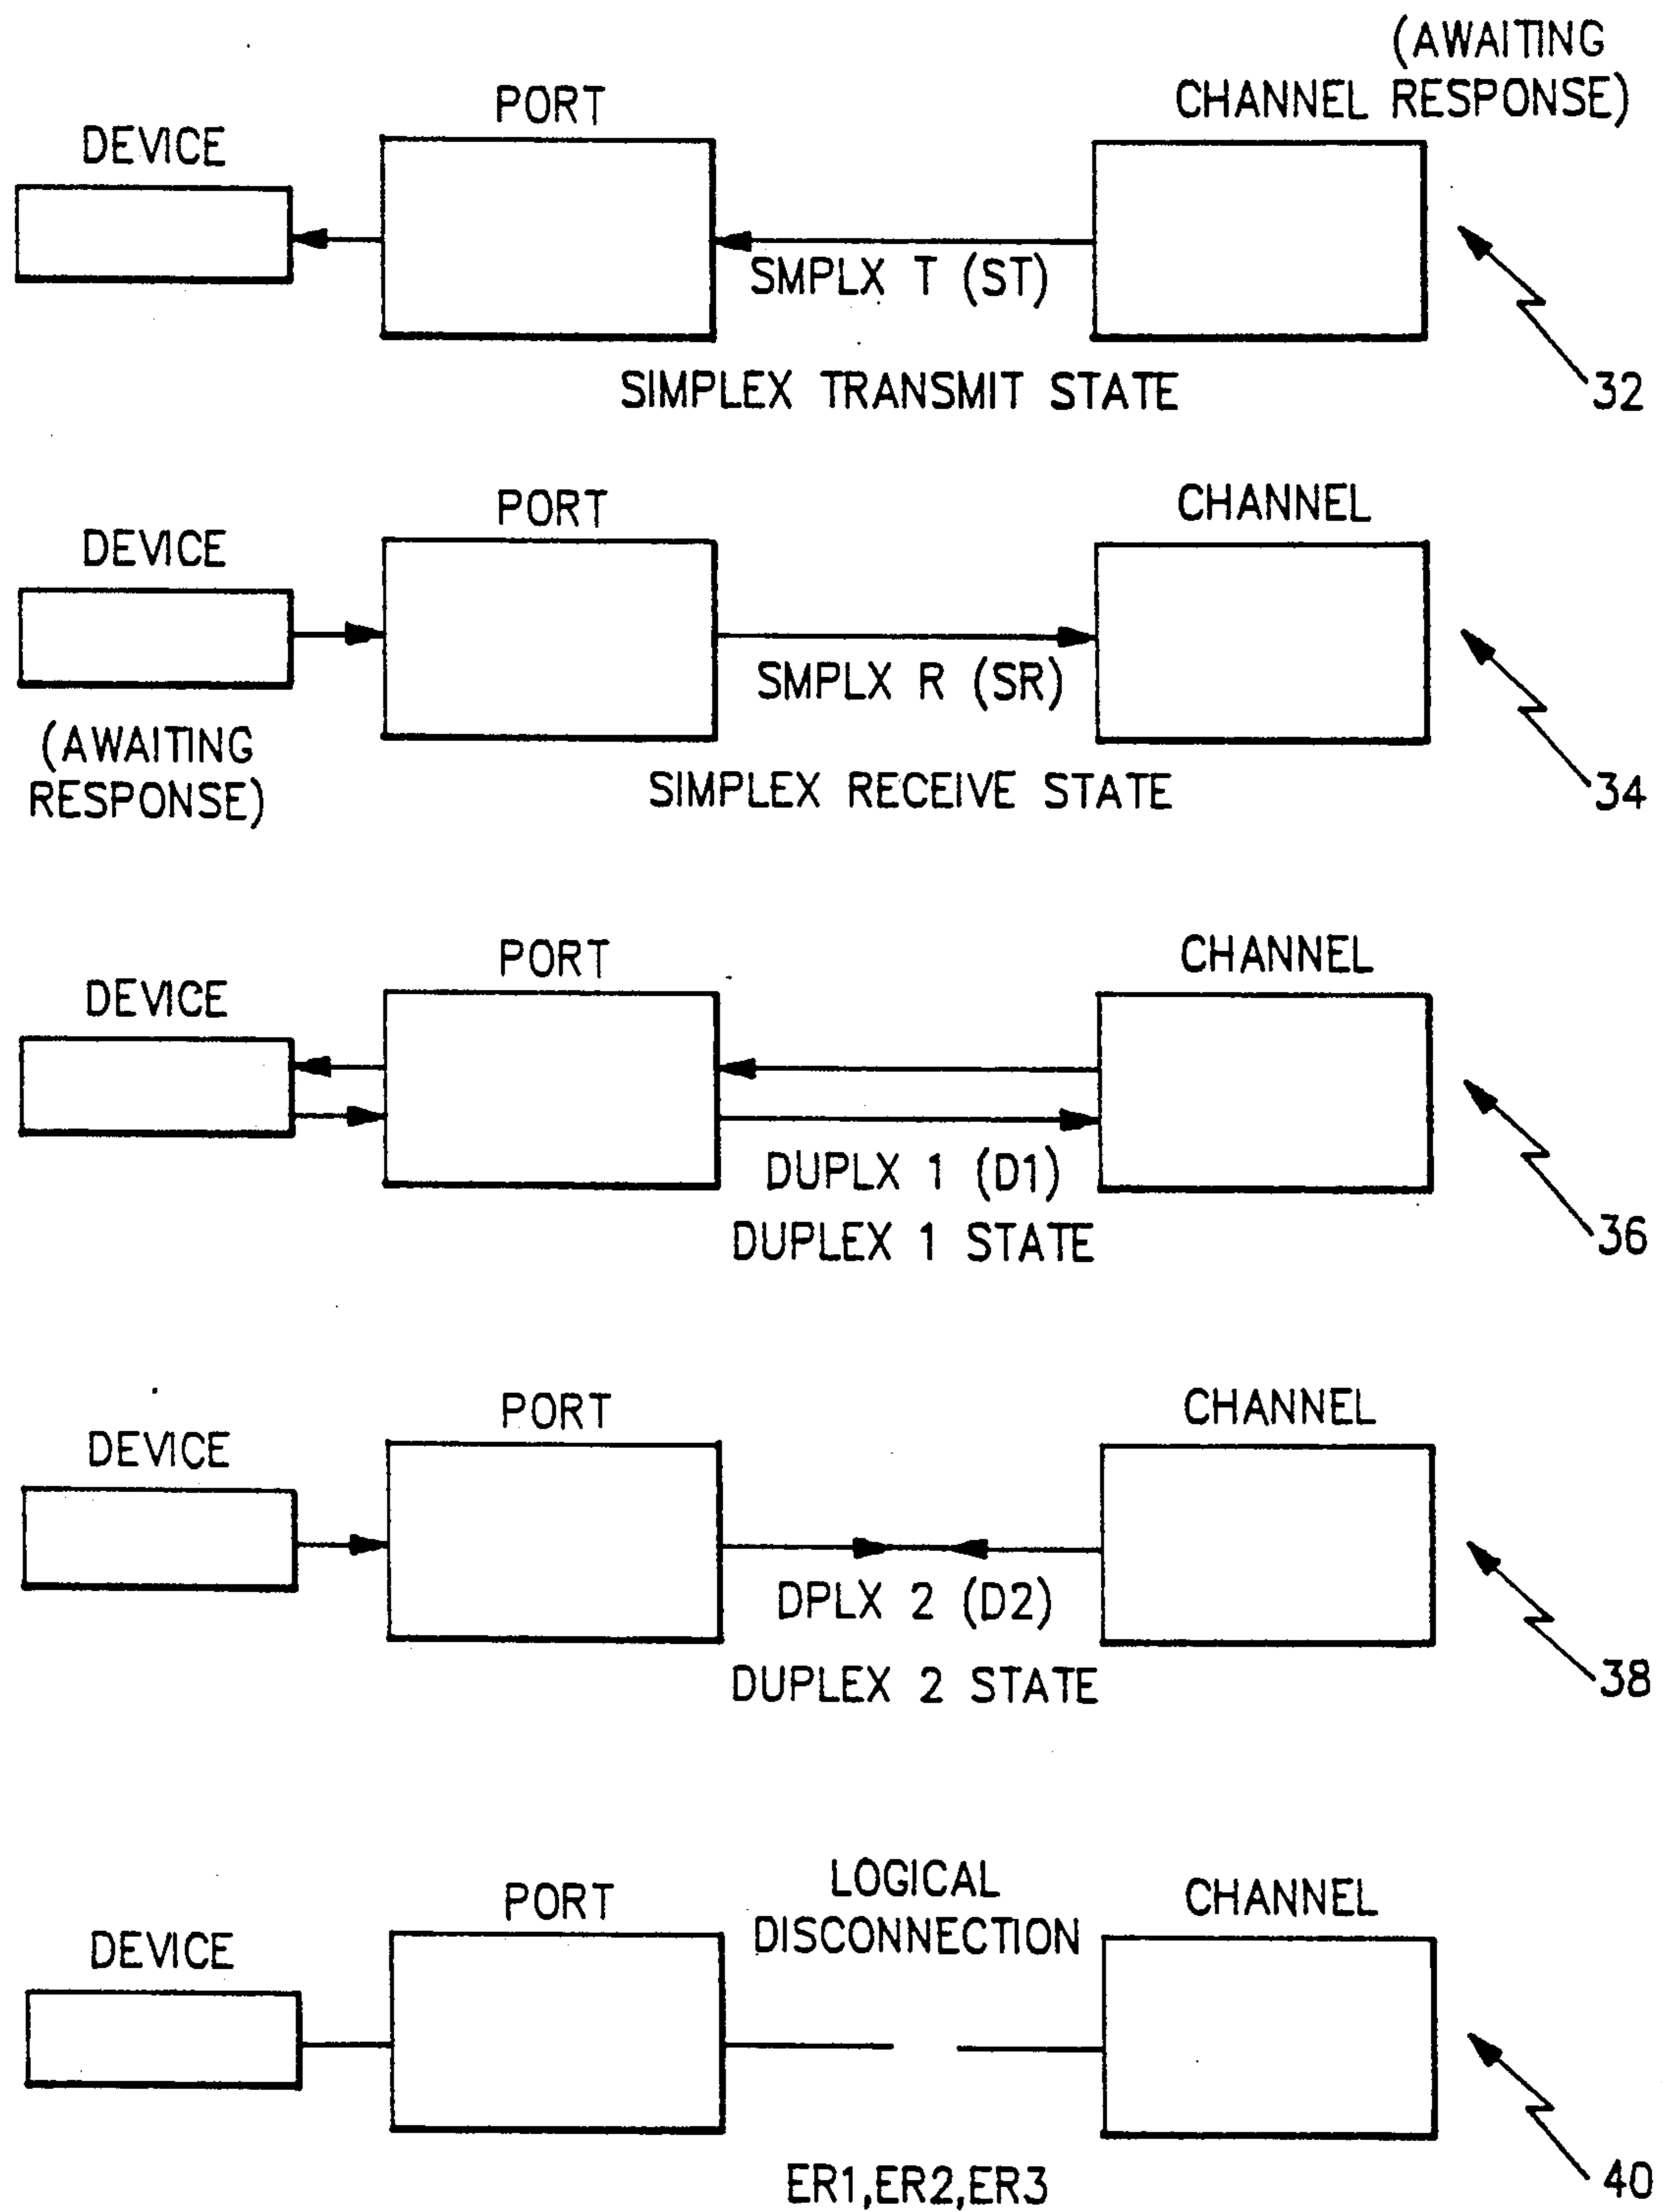 (AWAITING
CHANNEL RESPONSE)
PORT
DEVICE
SMPLX T (ST)
SIMPLEX TRANSMIT STATE
32
CHANNEL
PORT
DEVICE
SMPLX R (SR)
(AWAITING
RESPONSE)
SIMPLEX RECEIVE STATE
34
CHANNEL
PORT
DEVICE
DUPLX 1 (D1)
DUPLEX 1 STATE
36
CHANNEL
PORT
DEVICE
DPLX 2 (D2)
DUPLEX 2 STATE
38
LOGICAL
DISCONNECTION
CHANNEL
PORT
DEVICE
ER1,ER2,ER3
40